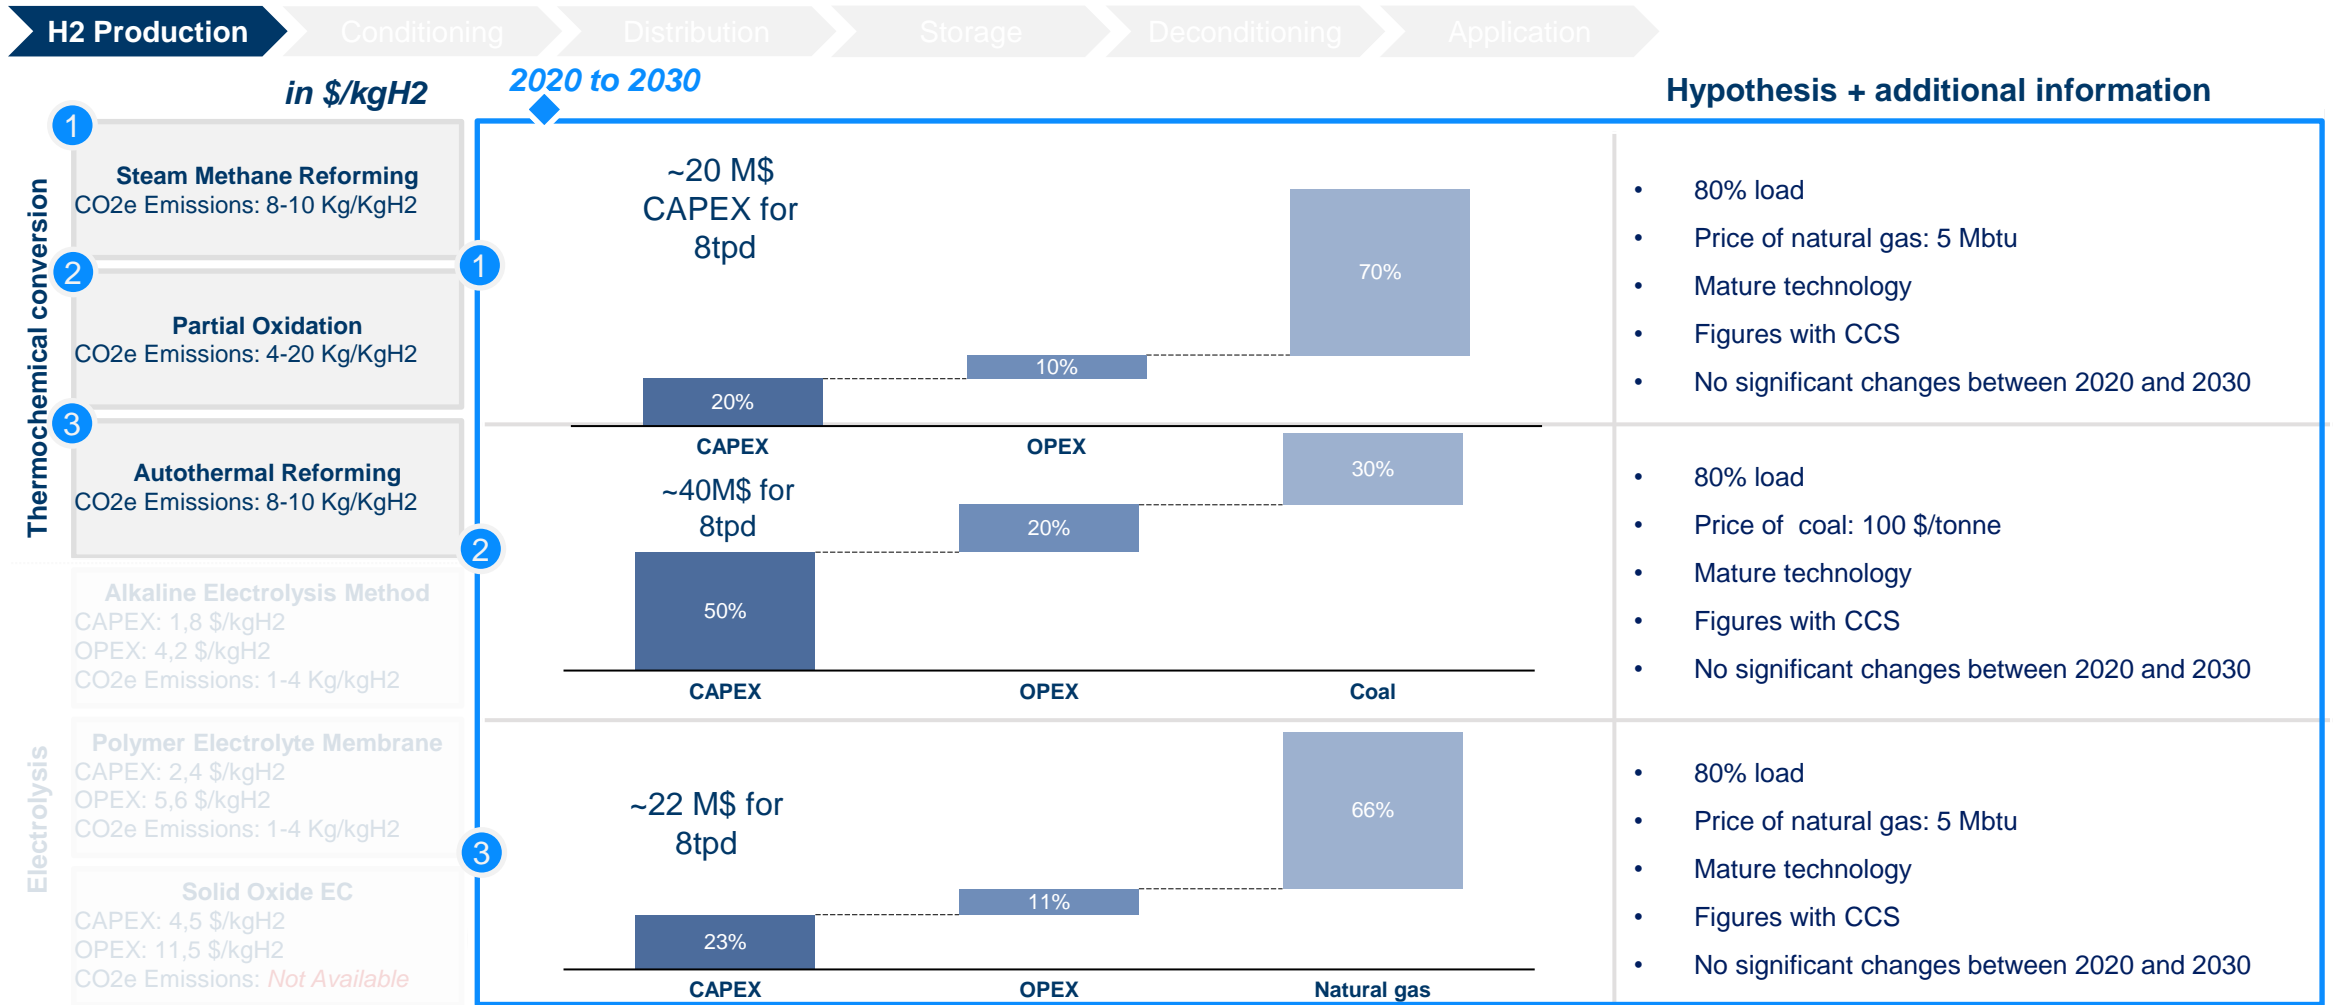 H2 Production
Conditioning
Distribution
Storage
Deconditioning
Application
in $/kgH2
2020 to 2030
Hypothesis + additional information
Thermochemical conversion
1
Steam Methane Reforming
CO2e Emissions: 8-10 Kg/KgH2
2
Partial Oxidation
CO2e Emissions: 4-20 Kg/KgH2
3
Autothermal Reforming
CO2e Emissions: 8-10 Kg/KgH2
Electrolysis
Alkaline Electrolysis Method
CAPEX: 1,8 $/kgH2
OPEX: 4,2 $/kgH2
CO2e Emissions: 1-4 Kg/kgH2
Polymer Electrolyte Membrane
CAPEX: 2,4 $/kgH2
OPEX: 5,6 $/kgH2
CO2e Emissions: 1-4 Kg/kgH2
Solid Oxide EC
CAPEX: 4,5 $/kgH2
OPEX: 11,5 $/kgH2
CO2e Emissions: Not Available
1
~20 M$
CAPEX for
8tpd
20%
10%
70%
CAPEX
OPEX
• 80% load
• Price of natural gas: 5 Mbtu
• Mature technology
• Figures with CCS
• No significant changes between 2020 and 2030
2
~40M$ for
8tpd
50%
20%
30%
CAPEX
OPEX
Coal
• 80% load
• Price of coal: 100 $/tonne
• Mature technology
• Figures with CCS
• No significant changes between 2020 and 2030
3
~22 M$ for
8tpd
23%
11%
66%
CAPEX
OPEX
Natural gas
• 80% load
• Price of natural gas: 5 Mbtu
• Mature technology
• Figures with CCS
• No significant changes between 2020 and 2030